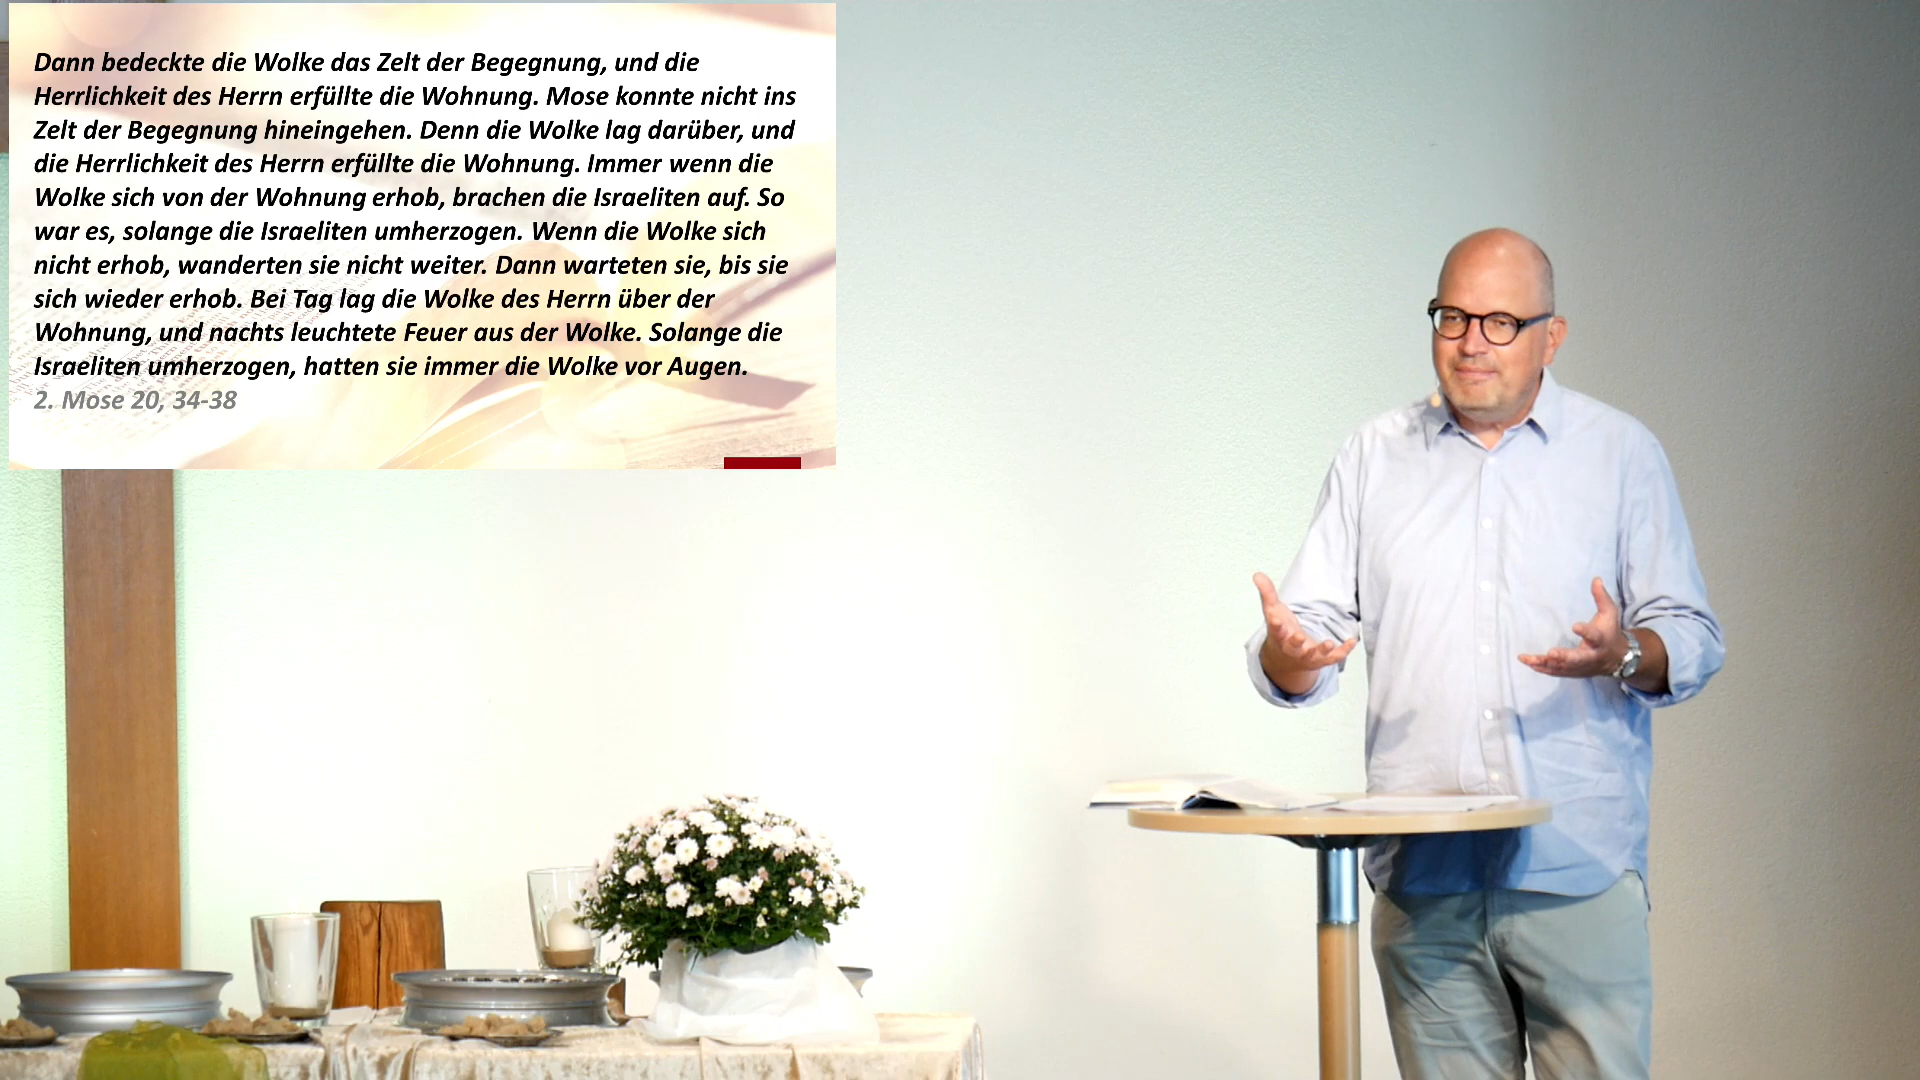 Dann bedeckte die Wolke das Zelt der Begegnung, und die
Herrlichkeit des Herrn erfüllte die Wohnung. Mose konnte nicht ins
Zelt der Begegnung hineingehen. Denn die Wolke lag darüber, und
die Herrlichkeit des Herrn erfüllte die Wohnung. Immer wenn die
Wolke sich von der Wohnung erhob, brachen die Israeliten auf. So
war es, solange die Israeliten umherzogen. Wenn die Wolke sich
nicht erhob, wanderten sie nicht weiter. Dann warteten sie, bis sie
sich wieder erhob. Bei Tag lag die Wolke des Herrn über der
Wohnung, und nachts leuchtete Feuer aus der Wolke. Solange die
Israeliten umherzogen, hatten sie immer die Wolke vor Augen.
2. Mose 20, 34-38